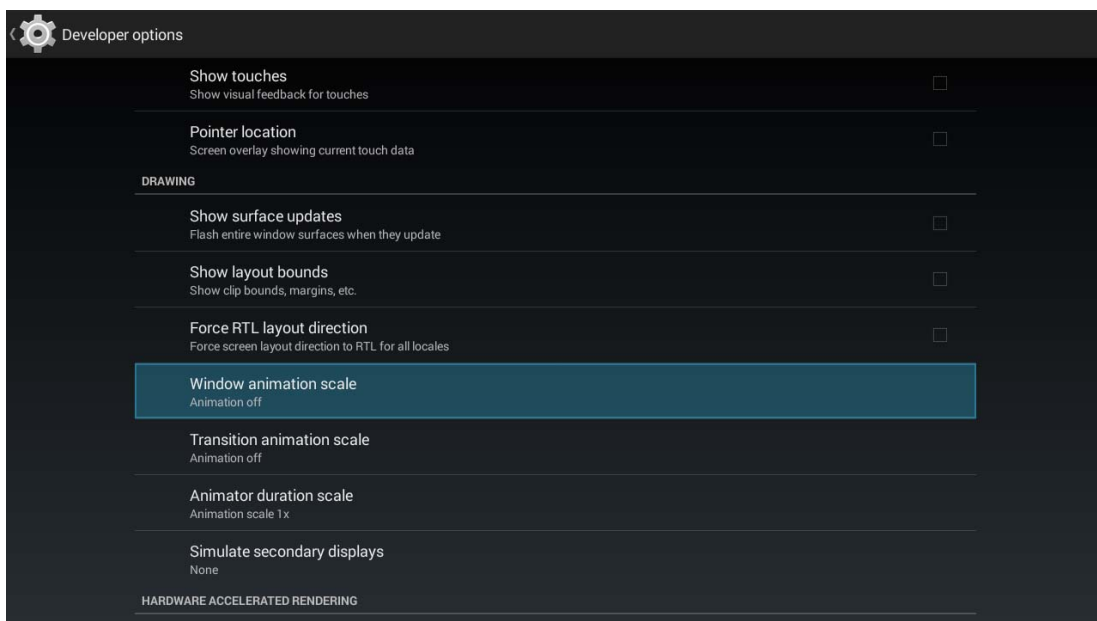 Developer options
Show touches
Show visual feedback for touches
Pointer location
Screen overlay showing current touch data
DRAWING
Show surface updates
Flash entire window surfaces when they update
Show layout bounds
Show clip bounds, margins, etc.
Force RTL layout direction
Force screen layout direction to RTL for all locales
Window animation scale
Animation off
Transition animation scale
Animation off
Animator duration scale
Animation scale 1x
Simulate secondary displays
None
HARDWARE ACCELERATED RENDERING